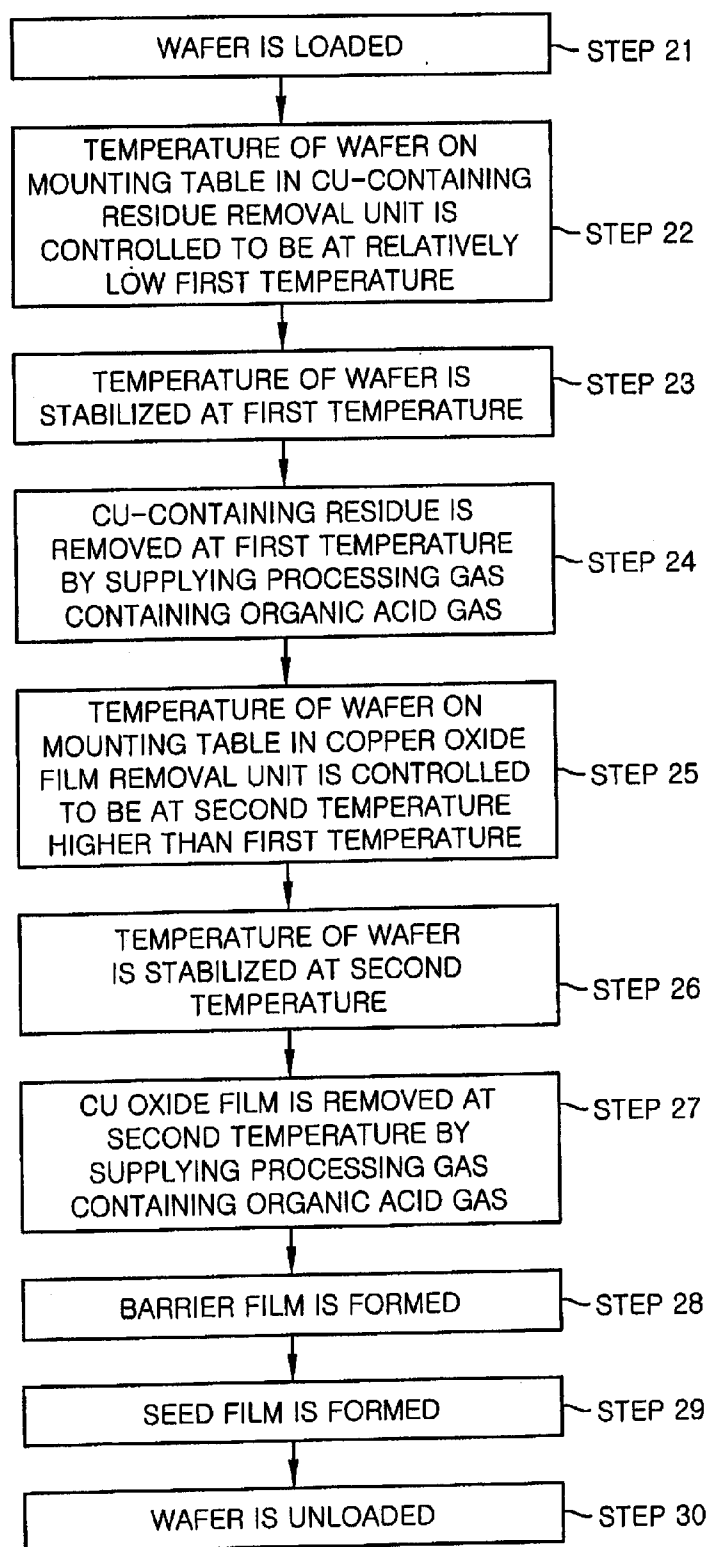 WAFER IS LOADED
STEP 21
TEMPERATURE OF WAFER ON
MOUNTING TABLE IN CU-CONTAINING
RESIDUE REMOVAL UNIT IS
CONTROLLED TO BE AT RELATIVELY
LOW FIRST TEMPERATURE
STEP 22
TEMPERATURE OF WAFER IS
STABILIZED AT FIRST TEMPERATURE
STEP 23
CU-CONTAINING RESIDUE IS
REMOVED AT FIRST TEMPERATURE
BY SUPPLYING PROCESSING GAS
CONTAINING ORGANIC ACID GAS
STEP 24
TEMPERATURE OF WAFER ON
MOUNTING TABLE IN COPPER OXIDE
FILM REMOVAL UNIT IS CONTROLLED
TO BE AT SECOND TEMPERATURE
HIGHER THAN FIRST TEMPERATURE
STEP 25
TEMPERATURE OF WAFER
IS STABILIZED AT SECOND
TEMPERATURE
STEP 26
CU OXIDE FILM IS REMOVED AT
SECOND TEMPERATURE BY
SUPPLYING PROCESSING GAS
CONTAINING ORGANIC ACID GAS
STEP 27
BARRIER FILM IS FORMED
STEP 28
SEED FILM IS FORMED
STEP 29
WAFER IS UNLOADED
STEP 30